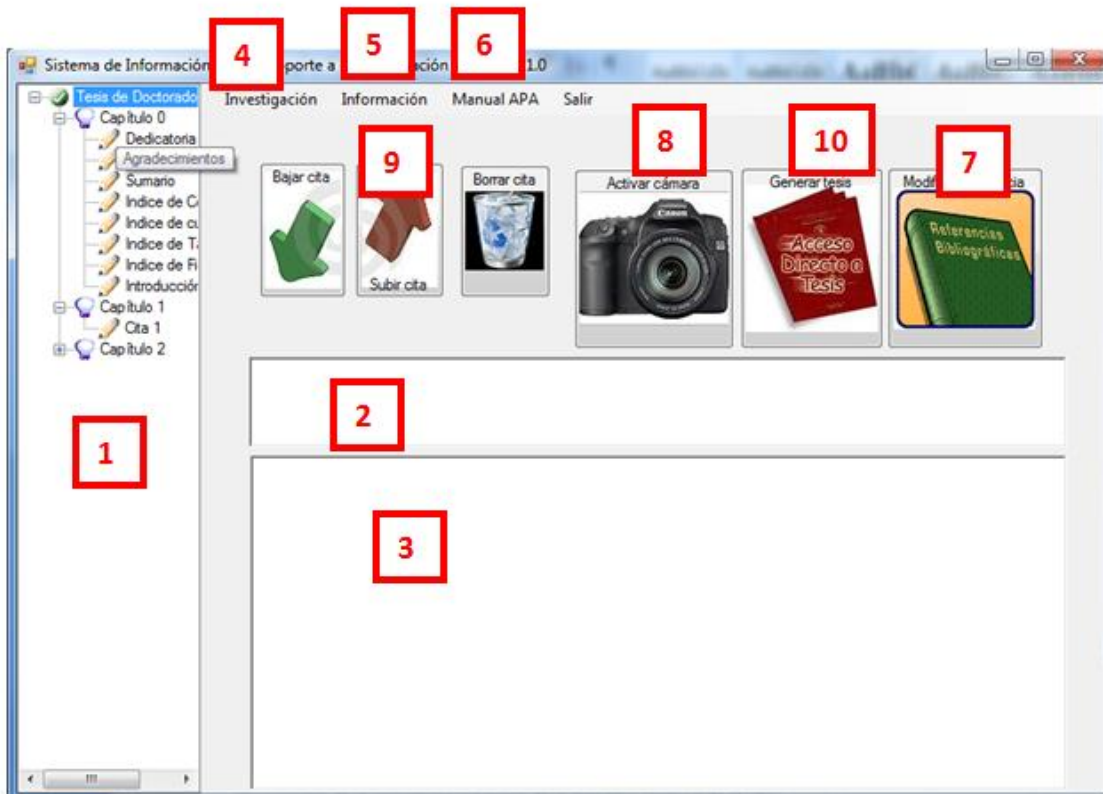 4
5
6
Sistema de Información
porte a
ación
1.0
Tesis de Doctorado
Capítulo 0
Dedicatoria
Agradecimientos
Sumario
Indice de C
Indice de cu
Indice de T
Indice de Fi
Introducción
Capítulo 1
Cita 1
Capítulo 2
1
Investigación Información Manual APA Salir
9
8
10
7
Bajar cita
Subir cita
Borrar cita
Activar cámara
Canon
Generar tesis
Acceso
Directo a
Tesis
Modif
cia
Referencias
Bibliográficas
2
3